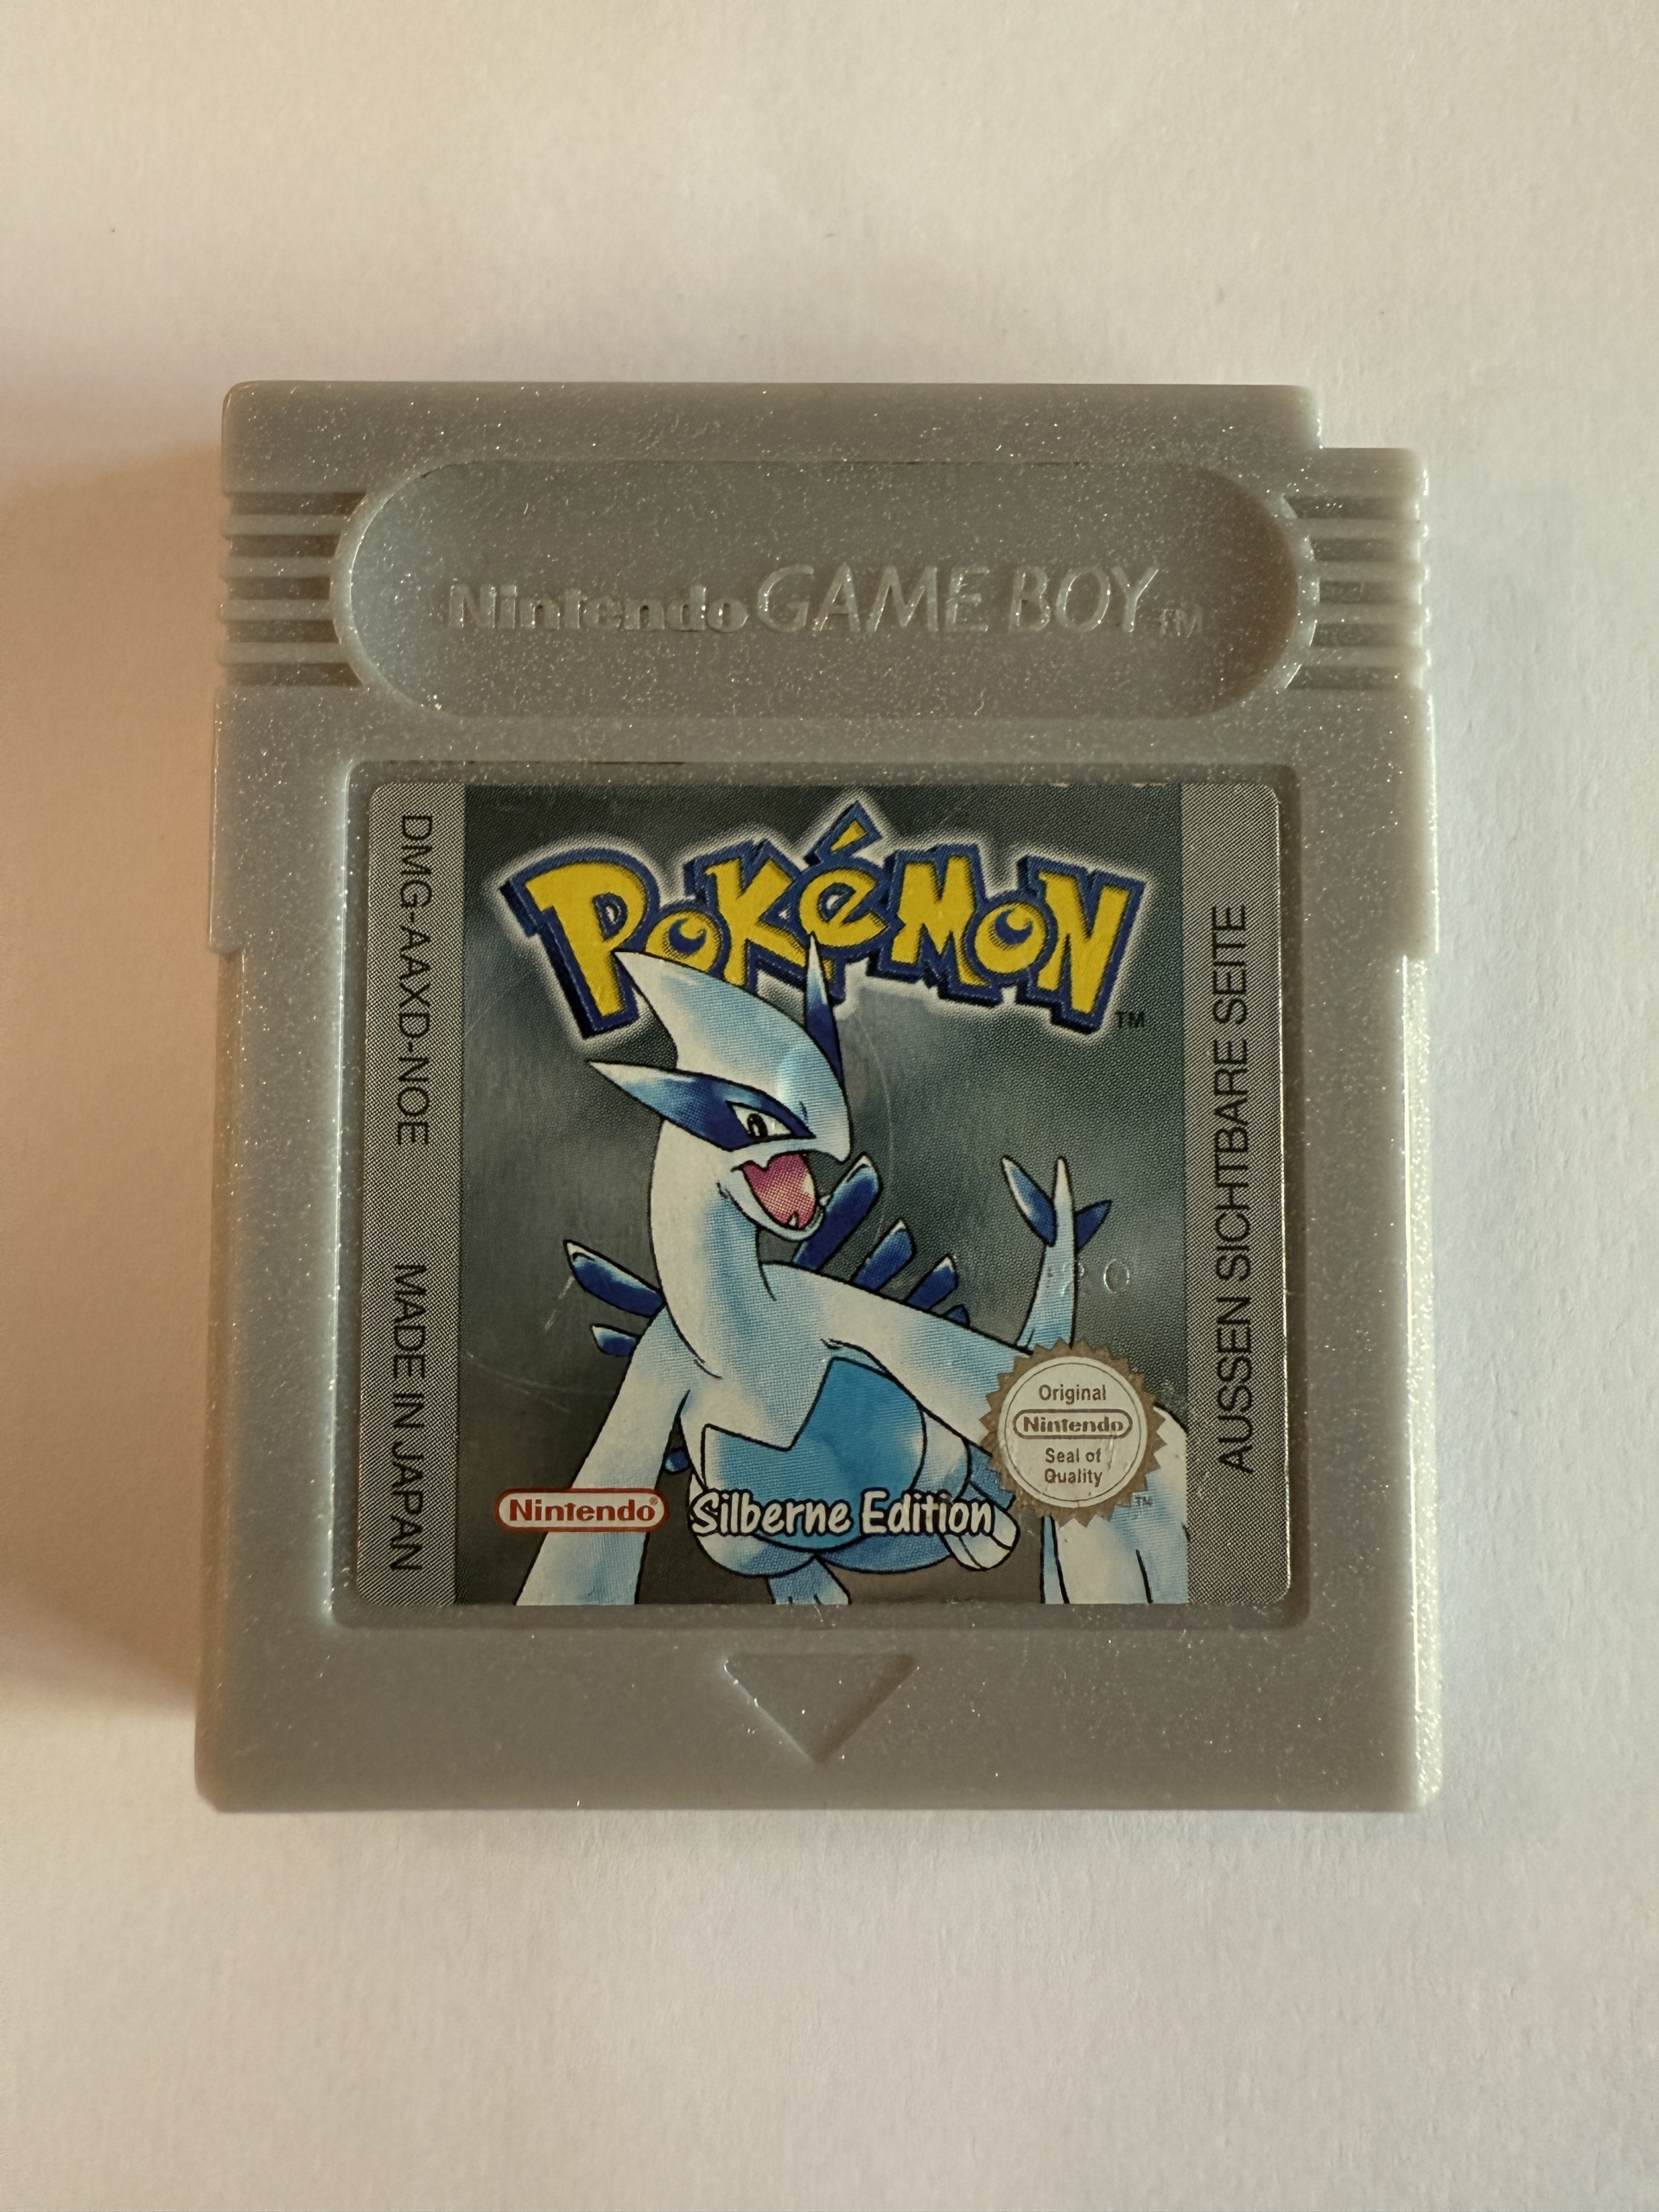 Nintendo GAME BOY TM
DMG-AAXD-NOE
MADE IN JAPAN
POKéMON
TM
AUSSEN SICHTBARE SEITE
Original
Nintendo
Seal of
Quality
TM
Nintendo®
Silberne Edition